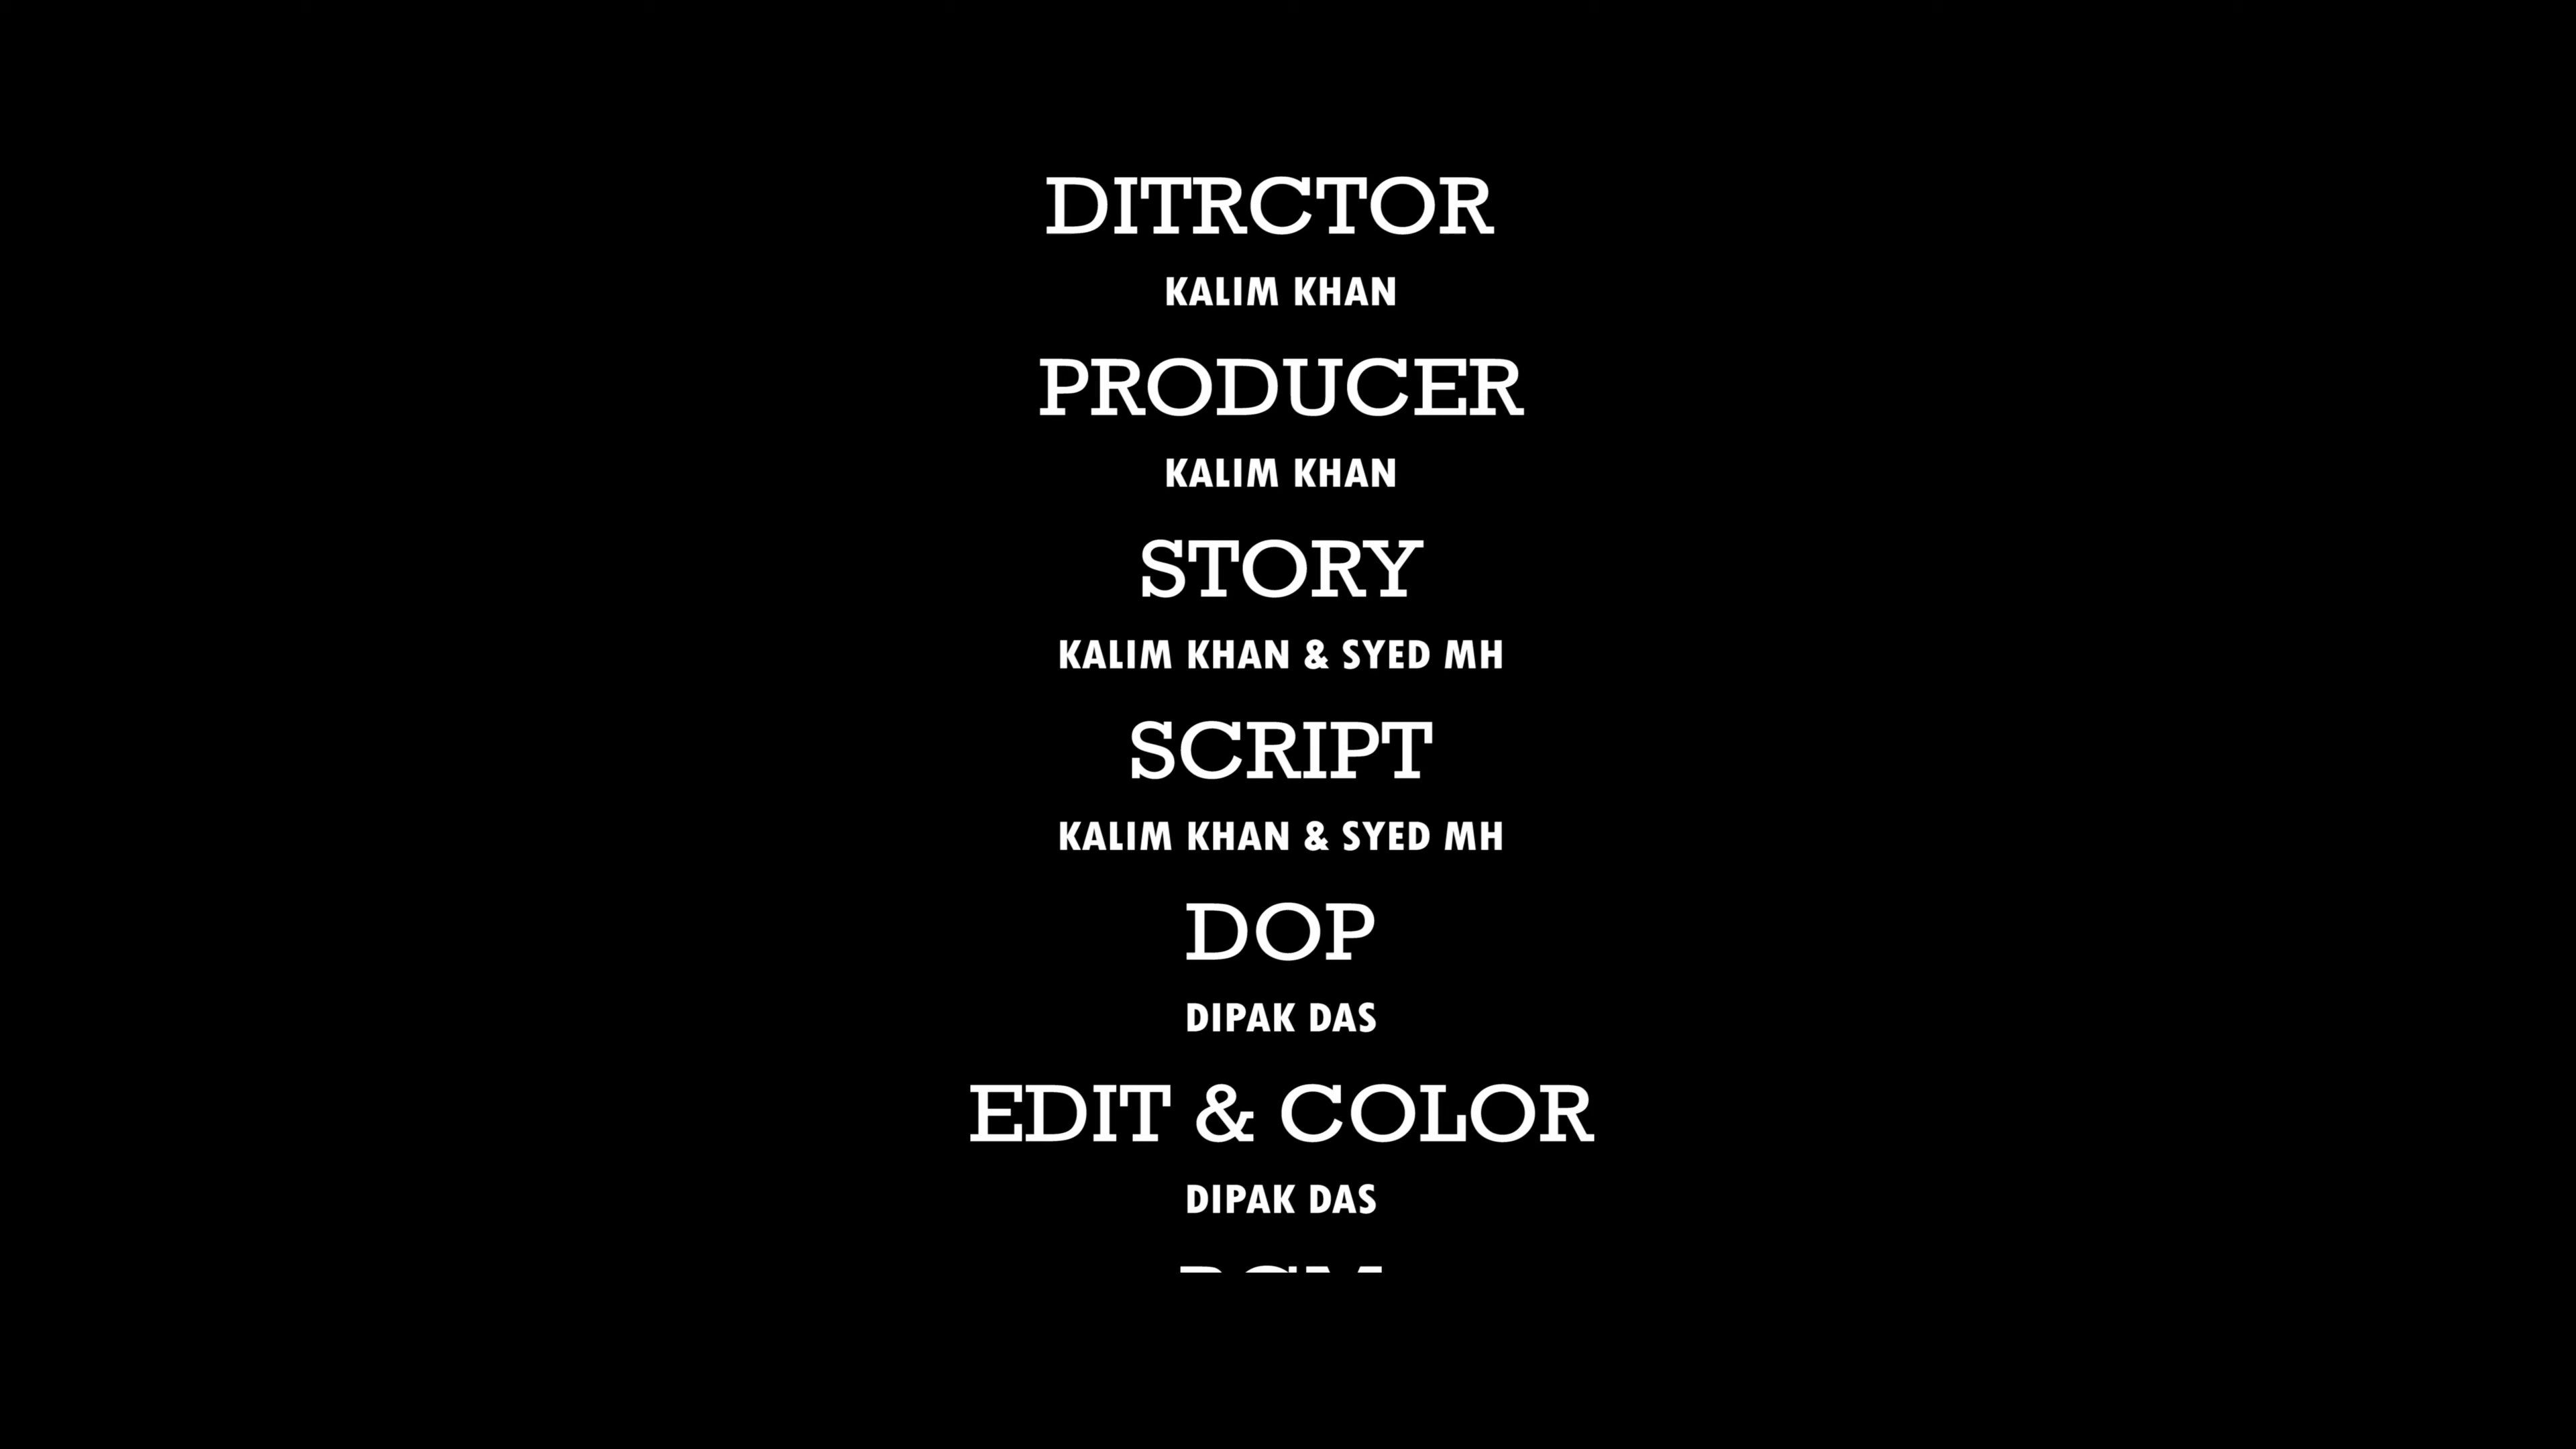 DITRCTOR
KALIM KHAN
PRODUCER
KALIM KHAN
STORY
KALIM KHAN & SYED MH
SCRIPT
KALIM KHAN & SYED MH
DOP
DIPAK DAS
EDIT & COLOR
DIPAK DAS